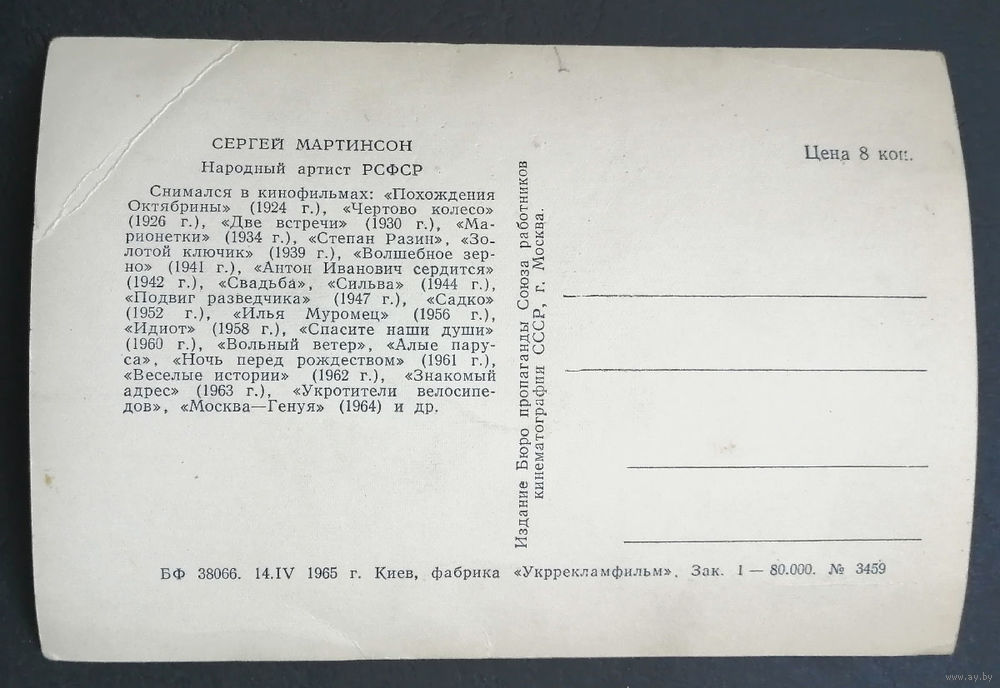 СЕРГЕЙ МАРТИНСОН
Народный артист РСФСР
Снимался в кинофильмах: «Похождения
Октябрины» (1924 г.), «Чертово колесо»
(1926 г.), «Две встречи» (1930 г.), «Ма-
рионетки» (1934 г.), «Степан Разин», «Зо-
лотой ключик» (1939 г.), «Волшебное зер-
но» (1941 г.), «Антон Иванович сердится»
(1942 г.), «Свадьба», «Сильва» (1944 г.),
«Подвиг разведчика» (1947 г.), «Садко»
(1952 г.), «Илья Муромец» (1956 г.),
«Идиот» (1958 г.), «Спасите наши души»
(1960 г.), «Вольный ветер», «Алые пару-
са», «Ночь перед рождеством» (1961 г.),
«Веселые истории» (1962 г.), «Знакомый
адрес» (1963 г.), «Укротители велосипе-
дов», «Москва—Генуя» (1964) и др.
Издание Бюро пропаганды Союза работников
кинематографии СССР, г. Москва.
Цена 8 коп.
БФ 38066. 14.IV 1965 г. Киев, фабрика «Укррекламфильм». Зак. 1 — 80.000. № 3459
www.ay.by